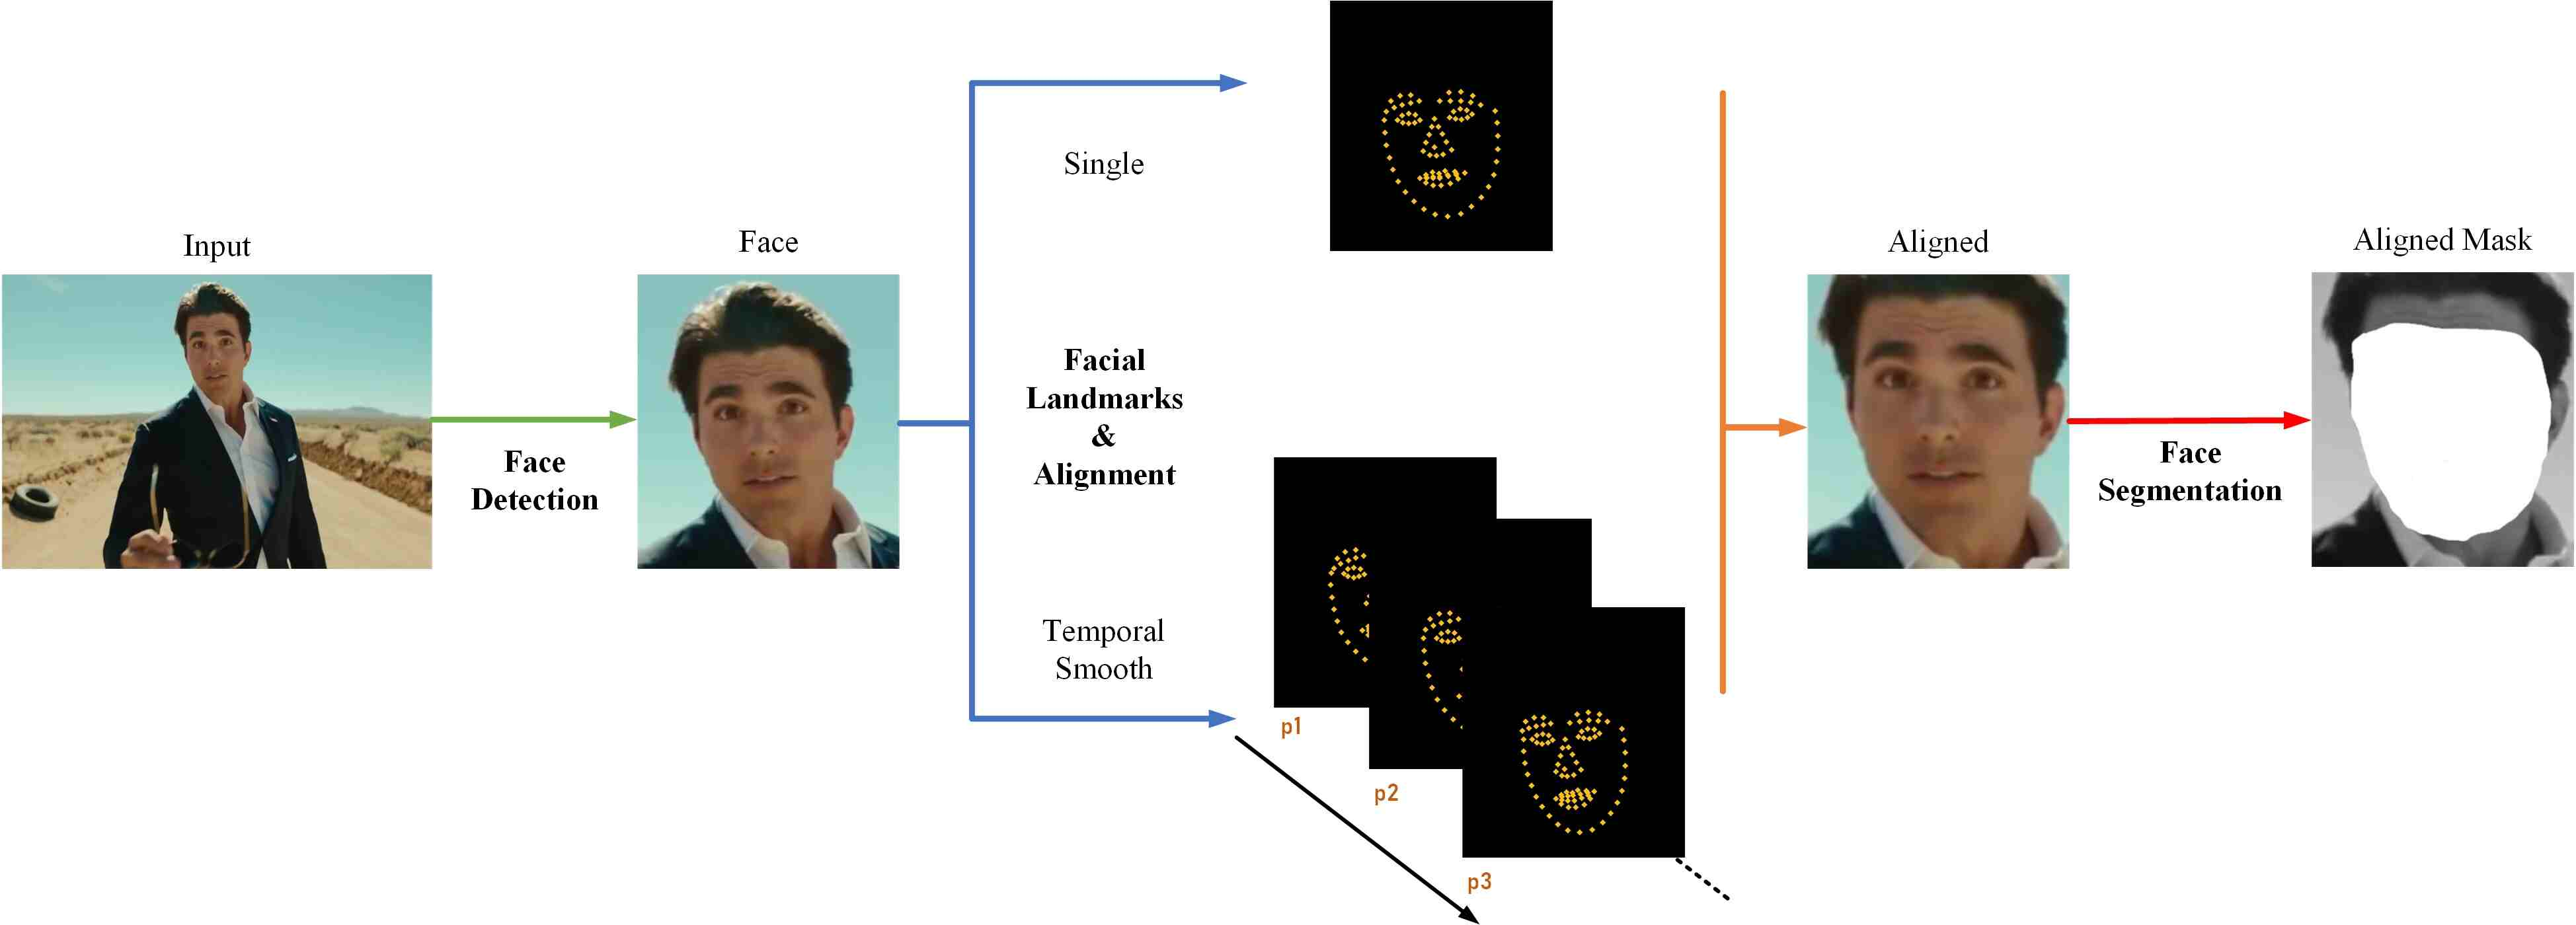 Input
Face
Detection
Face
Single
Facial
Landmarks
&
Alignment
Temporal
Smooth
p1
p2
p3
Aligned
Face
Segmentation
Aligned Mask